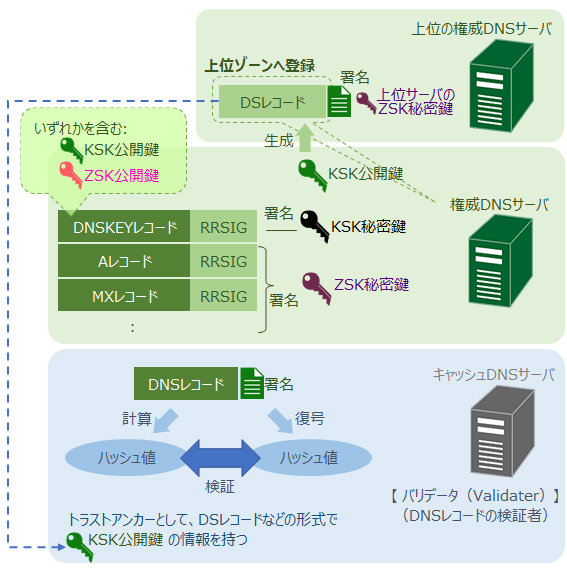 上位の権威DNSサーバ
上位ゾーンへ登録
署名
DSレコード
上位サーバの
ZSK秘密鍵
いずれかを含む:
KSK公開鍵
ZSK公開鍵
生成
KSK公開鍵
権威DNSサーバ
DNSKEYレコード RRSIG
署名
KSK秘密鍵
Aレコード RRSIG
MXレコード RRSIG
:
署名
ZSK秘密鍵
キャッシュDNSサーバ
DNSレコード
署名
計算
復号
ハッシュ値
ハッシュ値
検証
【 バリデータ（Validater）】
（DNSレコードの検証者）
トラストアンカーとして、DSレコードなどの形式で
KSK公開鍵 の情報を持つ